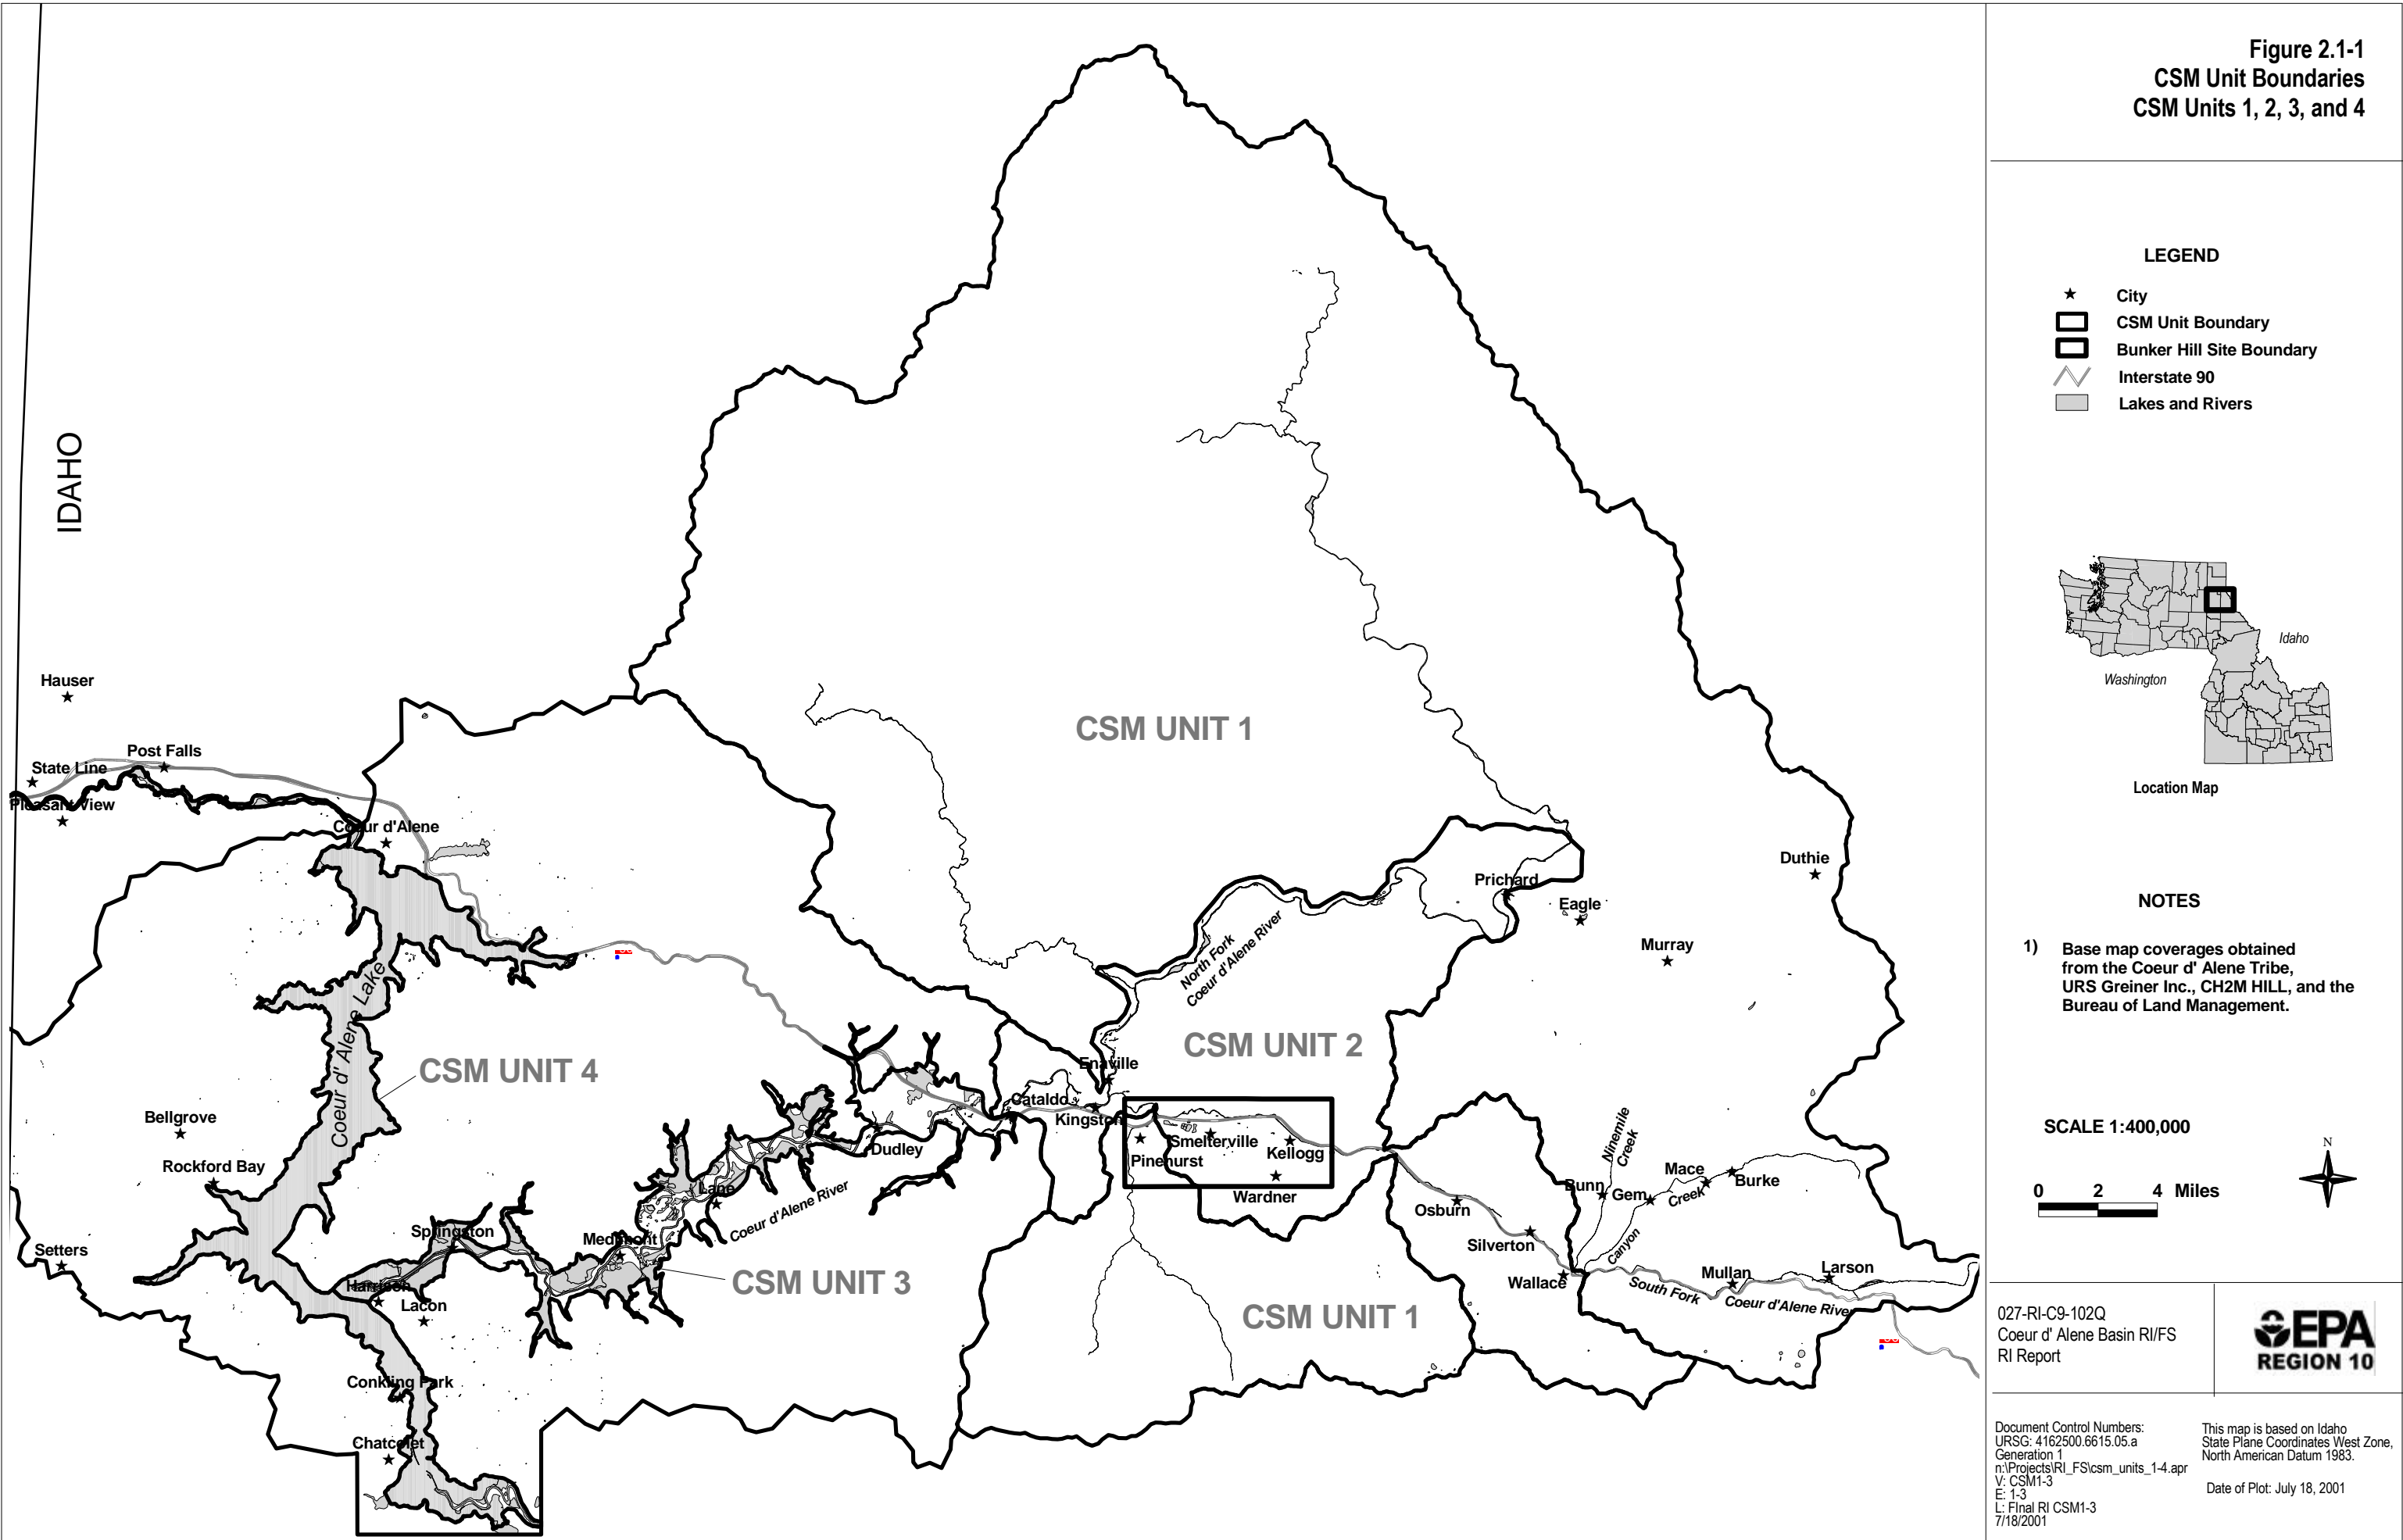 Figure 2.1-1
CSM Unit Boundaries
CSM Units 1, 2, 3, and 4
LEGEND
City
CSM Unit Boundary
Bunker Hill Site Boundary
Interstate 90
Lakes and Rivers
Idaho
Washington
Location Map
NOTES
1) Base map coverages obtained
from the Coeur d' Alene Tribe,
URS Greiner Inc., CH2M HILL, and the
Bureau of Land Management.
SCALE 1:400,000
N
0 2 4 Miles
027-RI-C9-102Q
Coeur d' Alene Basin RI/FS
RI Report
EPA
REGION 10
Document Control Numbers:
URSG: 4162500.6615.05.a
Generation 1
n:\Projects\RI_FS\csm_units_1-4.apr
V: CSM1-3
E: 1-3
L: FInal RI CSM1-3
7/18/2001
This map is based on Idaho
State Plane Coordinates West Zone,
North American Datum 1983.
Date of Plot: July 18, 2001
IDAHO
Hauser
State Line
Post Falls
Pleasant View
Coeur d'Alene
Coeur d' Alene Lake
CSM UNIT 4
Bellgrove
Rockford Bay
Setters
Springston
Harrison
Lacon
Conkling Park
Chatcolet
Medimont
Lane
Coeur d'Alene River
Dudley
CSM UNIT 3
Cataldo
Kingston
Enaville
CSM UNIT 1
North Fork
Coeur d'Alene River
CSM UNIT 2
Prichard
Eagle
Murray
Duthie
Pinehurst
Smelterville
Kellogg
Wardner
CSM UNIT 1
Osburn
Silverton
Wallace
Bunn
Ninemile
Creek
Gem
Mace
Burke
Canyon
Creek
South Fork
Coeur d'Alene River
Mullan
Larson